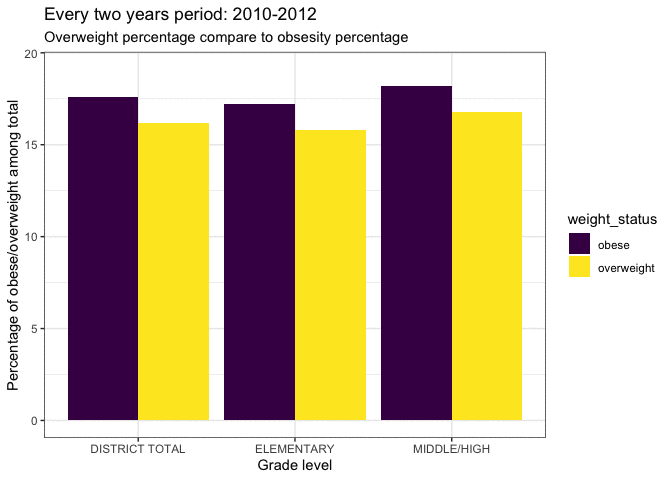 Every two years period: 2010-2012
Overweight percentage compare to obsesity percentage
Percentage of obese/overweight among total
20
15
10
5
0
DISTRICT TOTAL
ELEMENTARY
MIDDLE/HIGH
Grade level
weight_status
obese
overweight